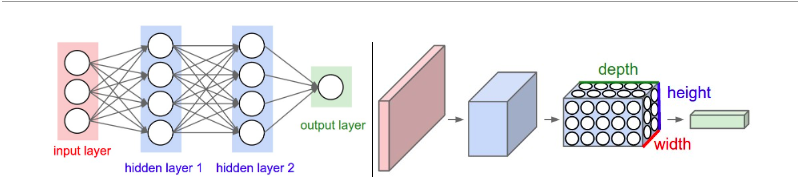 input layer
hidden layer 1
hidden layer 2
output layer
depth
height
width